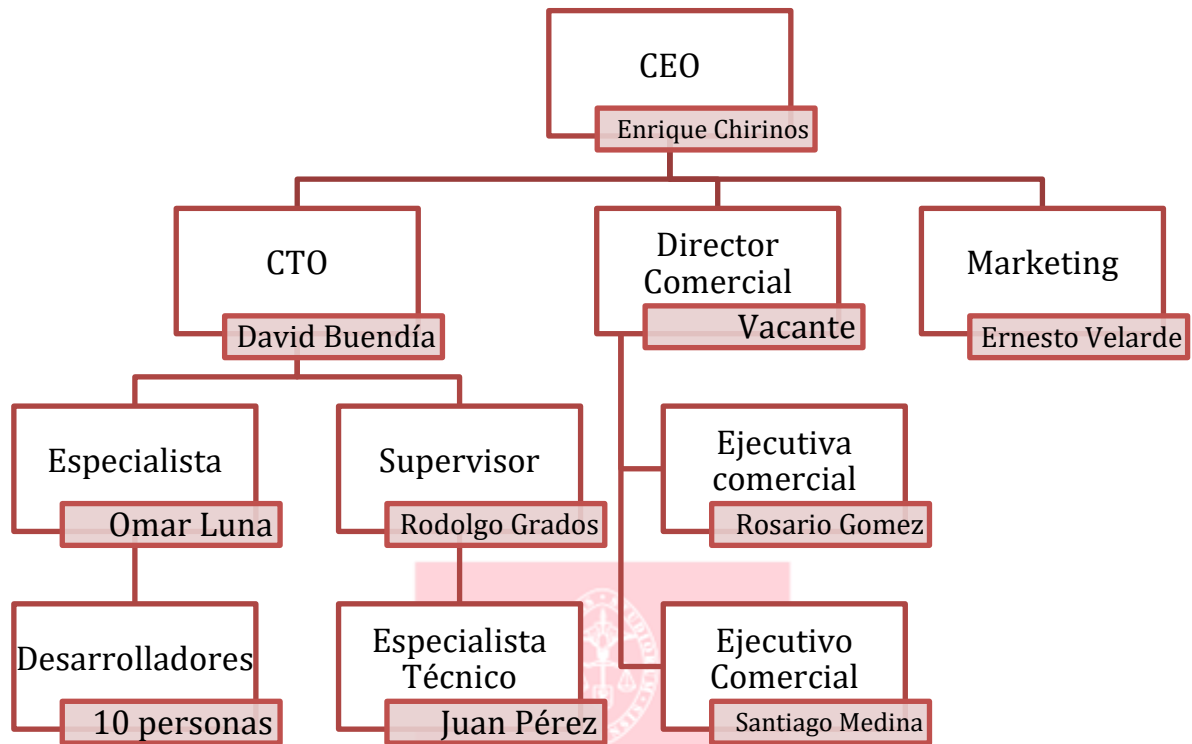 CEO
Enrique Chirinos
CTO
David Buendía
Director
Comercial
Vacante
Marketing
Ernesto Velarde
Especialista
Omar Luna
Supervisor
Rodolgo Grados
Ejecutiva
comercial
Rosario Gomez
Desarrolladores
10 personas
Especialista
Técnico
Juan Pérez
Ejecutivo
Comercial
Santiago Medina